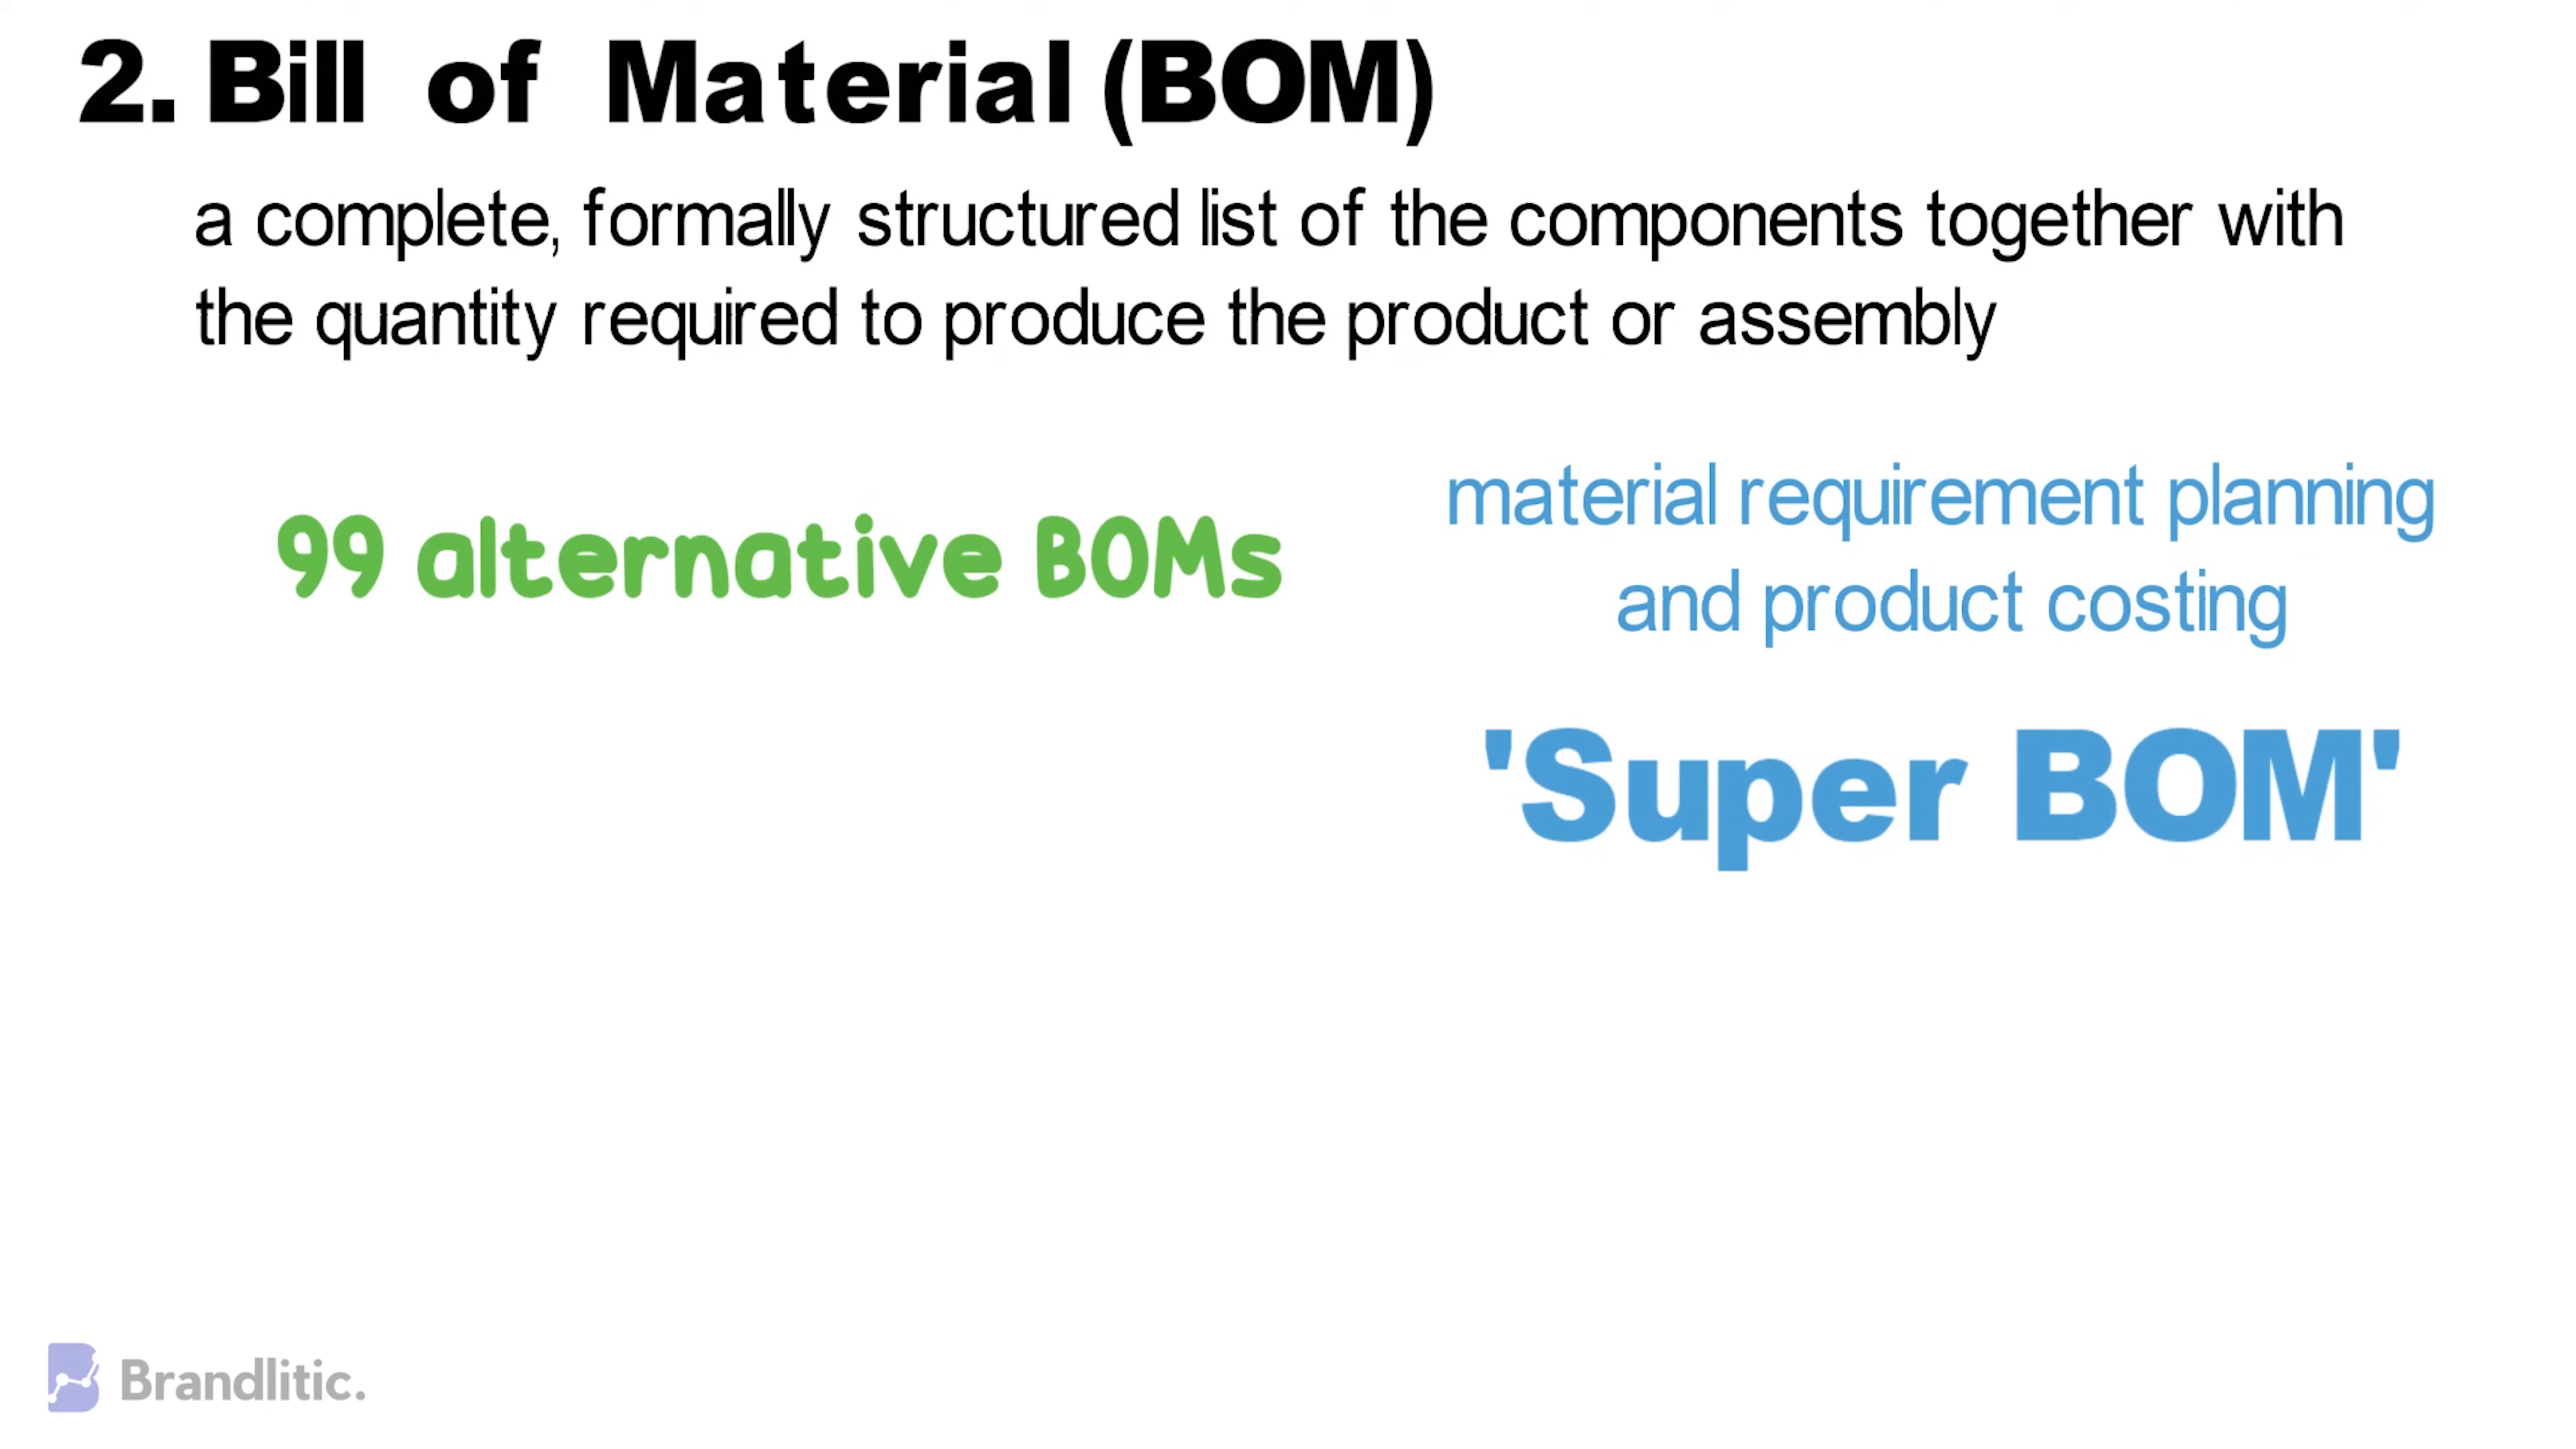 2. Bill of Material (BOM)
a complete, formally structured list of the components together with
the quantity required to produce the product or assembly
99 alternative BOMs
material requirement planning
and product costing
'Super BOM'
Brandlitic.